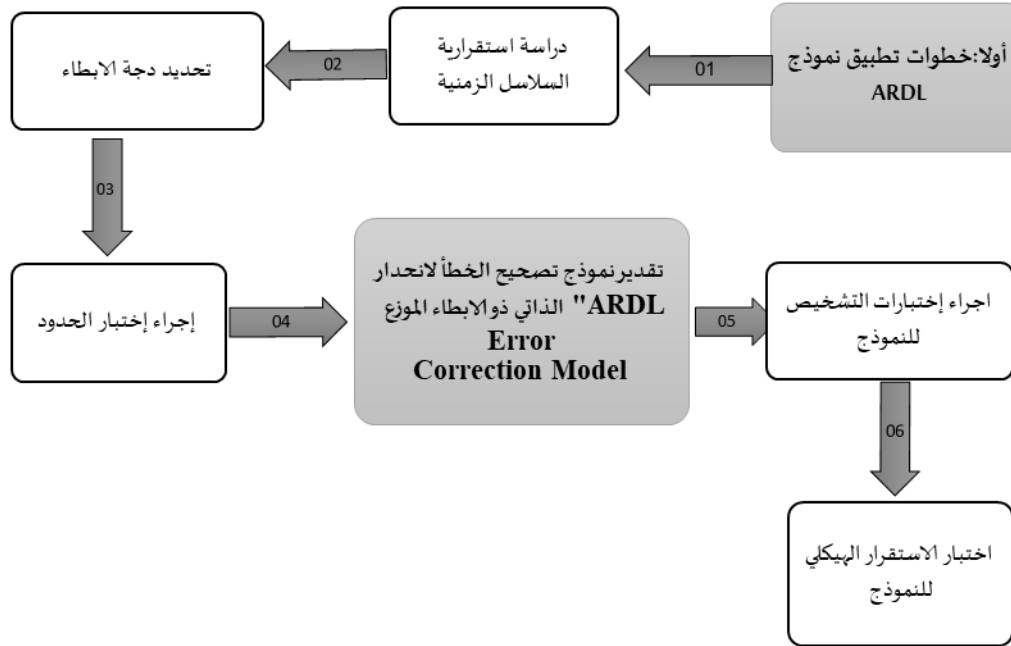 أولا:خطوات تطبيق نموذج
ARDL
01
دراسة استقرارية
السلاسل الزمنية
02
تحديد دجة الابطاء
03
إجراء إختبار الحدود
04
تقدير نموذج تصحيح الخطأ لانحدار
الذاتي ذو الابطاء الموزع "ARDL
Error
Correction Model
05
اجراء إختبارات التشخيص
للنموذج
06
اختبار الاستقرار الهيكلي
للنموذج